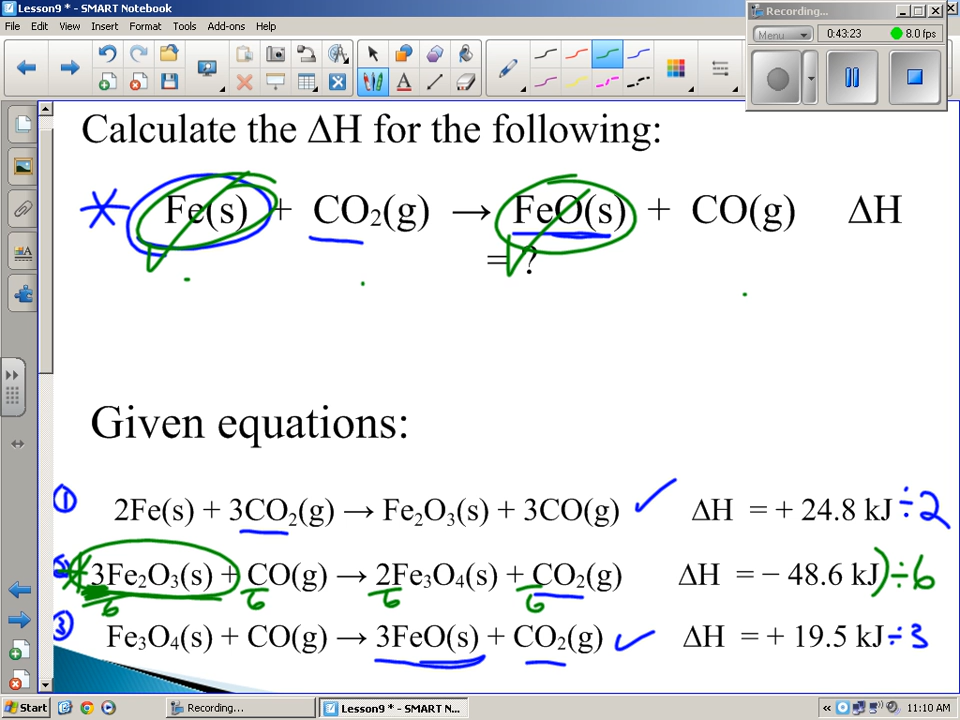 Lesson9 * - SMART Notebook
Recording...
File Edit View Insert Format Tools Add-ons Help
Menu 0:43:23 8.0 fps
Calculate the ΔH for the following:
* Fe(s) + CO₂(g) → FeO(s) + CO(g) ΔH
= ?
Given equations:
① 2Fe(s) + 3CO₂(g) → Fe₂O₃(s) + 3CO(g) ✓ ΔH = + 24.8 kJ ÷2
* 3Fe₂O₃(s) + CO(g) → 2Fe₃O₄(s) + CO₂(g) ΔH = − 48.6 kJ) ÷6
6 6 6 6
③ Fe₃O₄(s) + CO(g) → 3FeO(s) + CO₂(g) ✓ ΔH = + 19.5 kJ ÷3
Start Recording... Lesson9 * - SMART N... « 11:10 AM